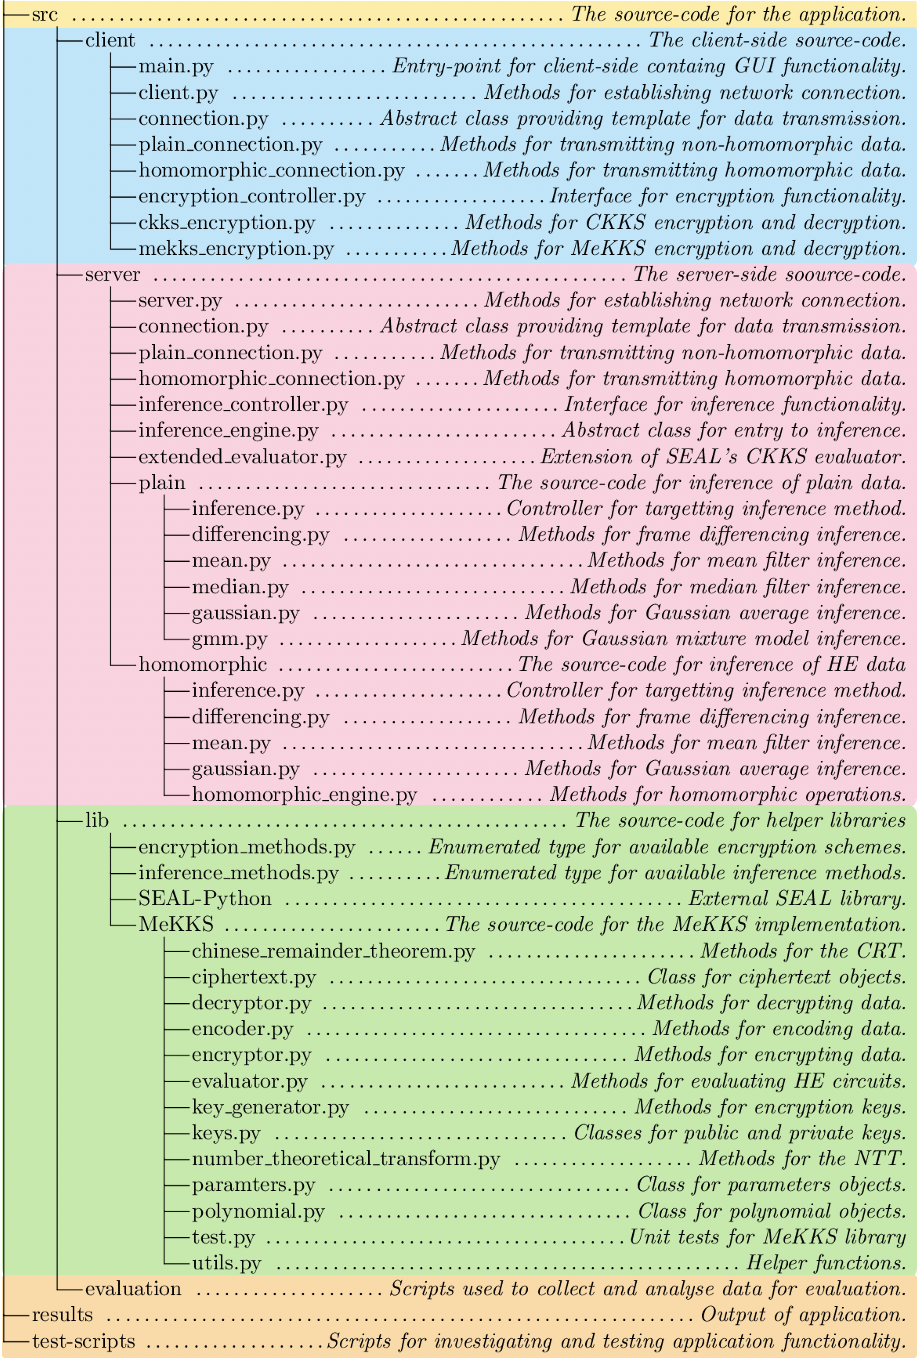 src ... The source-code for the application.
client ... The client-side source-code.
main.py ... Entry-point for client-side containg GUI functionality.
client.py ... Methods for establishing network connection.
connection.py ... Abstract class providing template for data transmission.
plain_connection.py ... Methods for transmitting non-homomorphic data.
homomorphic_connection.py ... Methods for transmitting homomorphic data.
encryption_controller.py ... Interface for encryption functionality.
ckks_encryption.py ... Methods for CKKS encryption and decryption.
mekks_encryption.py ... Methods for MeKKS encryption and decryption.
server ... The server-side soource-code.
server.py ... Methods for establishing network connection.
connection.py ... Abstract class providing template for data transmission.
plain_connection.py ... Methods for transmitting non-homomorphic data.
homomorphic_connection.py ... Methods for transmitting homomorphic data.
inference_controller.py ... Interface for inference functionality.
inference_engine.py ... Abstract class for entry to inference.
extended_evaluator.py ... Extension of SEAL's CKKS evaluator.
plain ... The source-code for inference of plain data.
inference.py ... Controller for targetting inference method.
differencing.py ... Methods for frame differencing inference.
mean.py ... Methods for mean filter inference.
median.py ... Methods for median filter inference.
gaussian.py ... Methods for Gaussian average inference.
gmm.py ... Methods for Gaussian mixture model inference.
homomorphic ... The source-code for inference of HE data
inference.py ... Controller for targetting inference method.
differencing.py ... Methods for frame differencing inference.
mean.py ... Methods for mean filter inference.
gaussian.py ... Methods for Gaussian average inference.
homomorphic_engine.py ... Methods for homomorphic operations.
lib ... The source-code for helper libraries
encryption_methods.py ... Enumerated type for available encryption schemes.
inference_methods.py ... Enumerated type for available inference methods.
SEAL-Python ... External SEAL library.
MeKKS ... The source-code for the MeKKS implementation.
chinese_remainder_theorem.py ... Methods for the CRT.
ciphertext.py ... Class for ciphertext objects.
decryptor.py ... Methods for decrypting data.
encoder.py ... Methods for encoding data.
encryptor.py ... Methods for encrypting data.
evaluator.py ... Methods for evaluating HE circuits.
key_generator.py ... Methods for encryption keys.
keys.py ... Classes for public and private keys.
number_theoretical_transform.py ... Methods for the NTT.
paramters.py ... Class for parameters objects.
polynomial.py ... Class for polynomial objects.
test.py ... Unit tests for MeKKS library
utils.py ... Helper functions.
evaluation ... Scripts used to collect and analyse data for evaluation.
results ... Output of application.
test-scripts ... Scripts for investigating and testing application functionality.